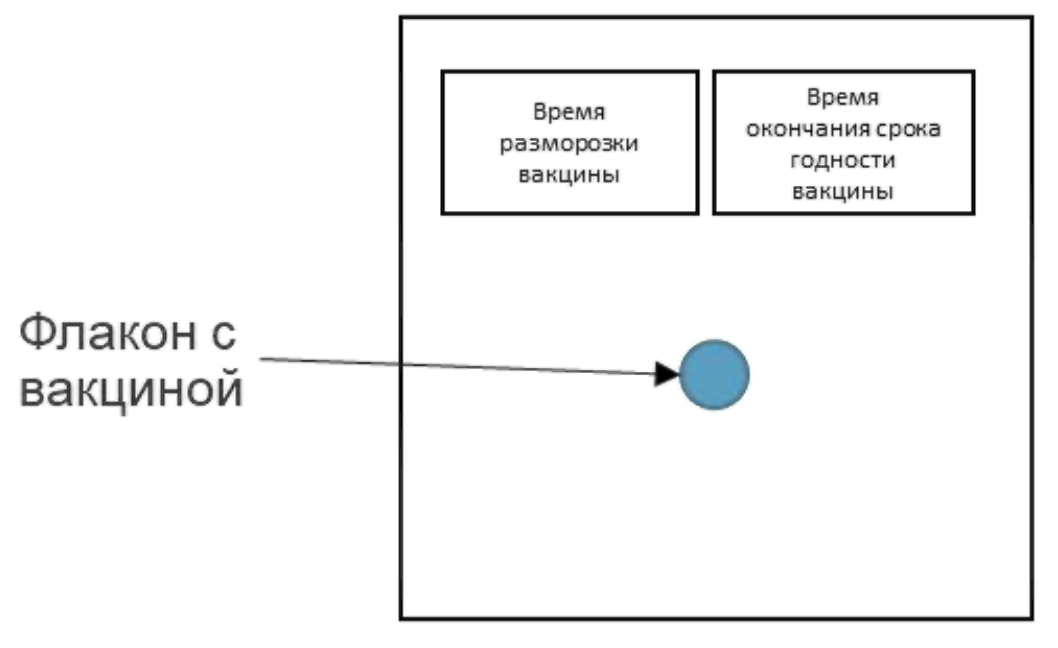 Время
разморозки
вакцины
Время
окончания срока
годности
вакцины
Флакон с
вакциной